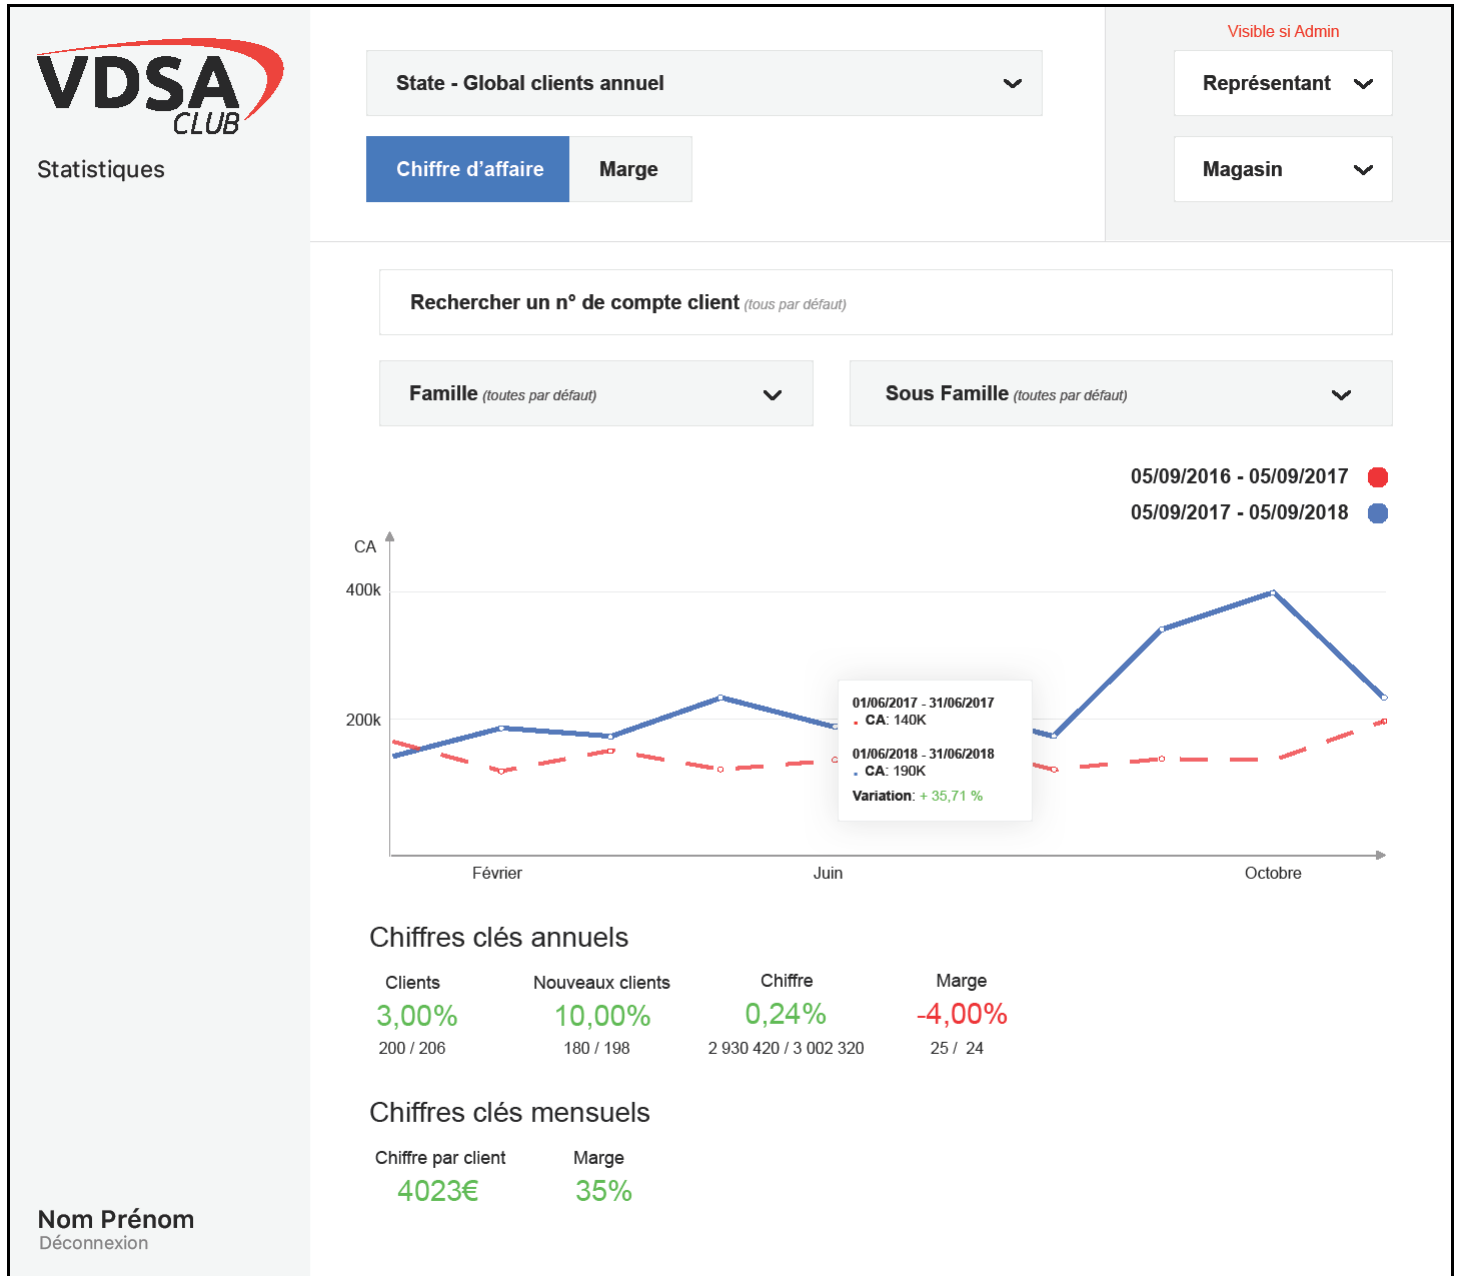 VDSA
CLUB
Statistiques
State - Global clients annuel
Chiffre d’affaire
Marge
Visible si Admin
Représentant
Magasin
Rechercher un n° de compte client (tous par défaut)
Famille (toutes par défaut)
Sous Famille (toutes par défaut)
05/09/2016 - 05/09/2017
05/09/2017 - 05/09/2018
CA
400k
200k
01/06/2017 - 31/06/2017
CA: 140K
01/06/2018 - 31/06/2018
CA: 190K
Variation: + 35,71 %
Février
Juin
Octobre
Chiffres clés annuels
Clients
3,00%
200 / 206
Nouveaux clients
10,00%
180 / 198
Chiffre
0,24%
2 930 420 / 3 002 320
Marge
-4,00%
25 / 24
Chiffres clés mensuels
Chiffre par client
4023€
Marge
35%
Nom Prénom
Déconnexion